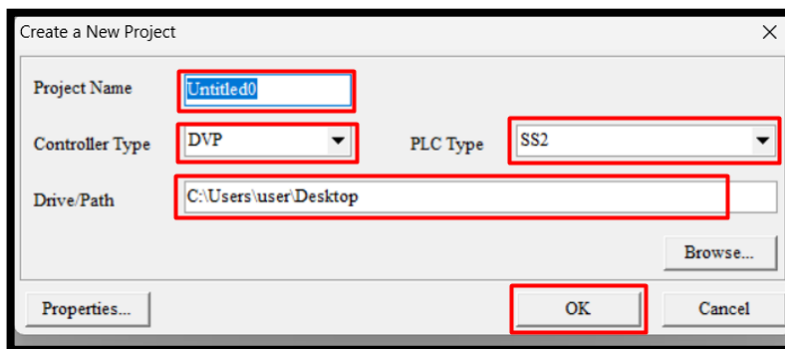 Create a New Project
Project Name Untitled0
Controller Type DVP PLC Type SS2
Drive/Path C:\Users\user\Desktop
Browse...
Properties... OK Cancel